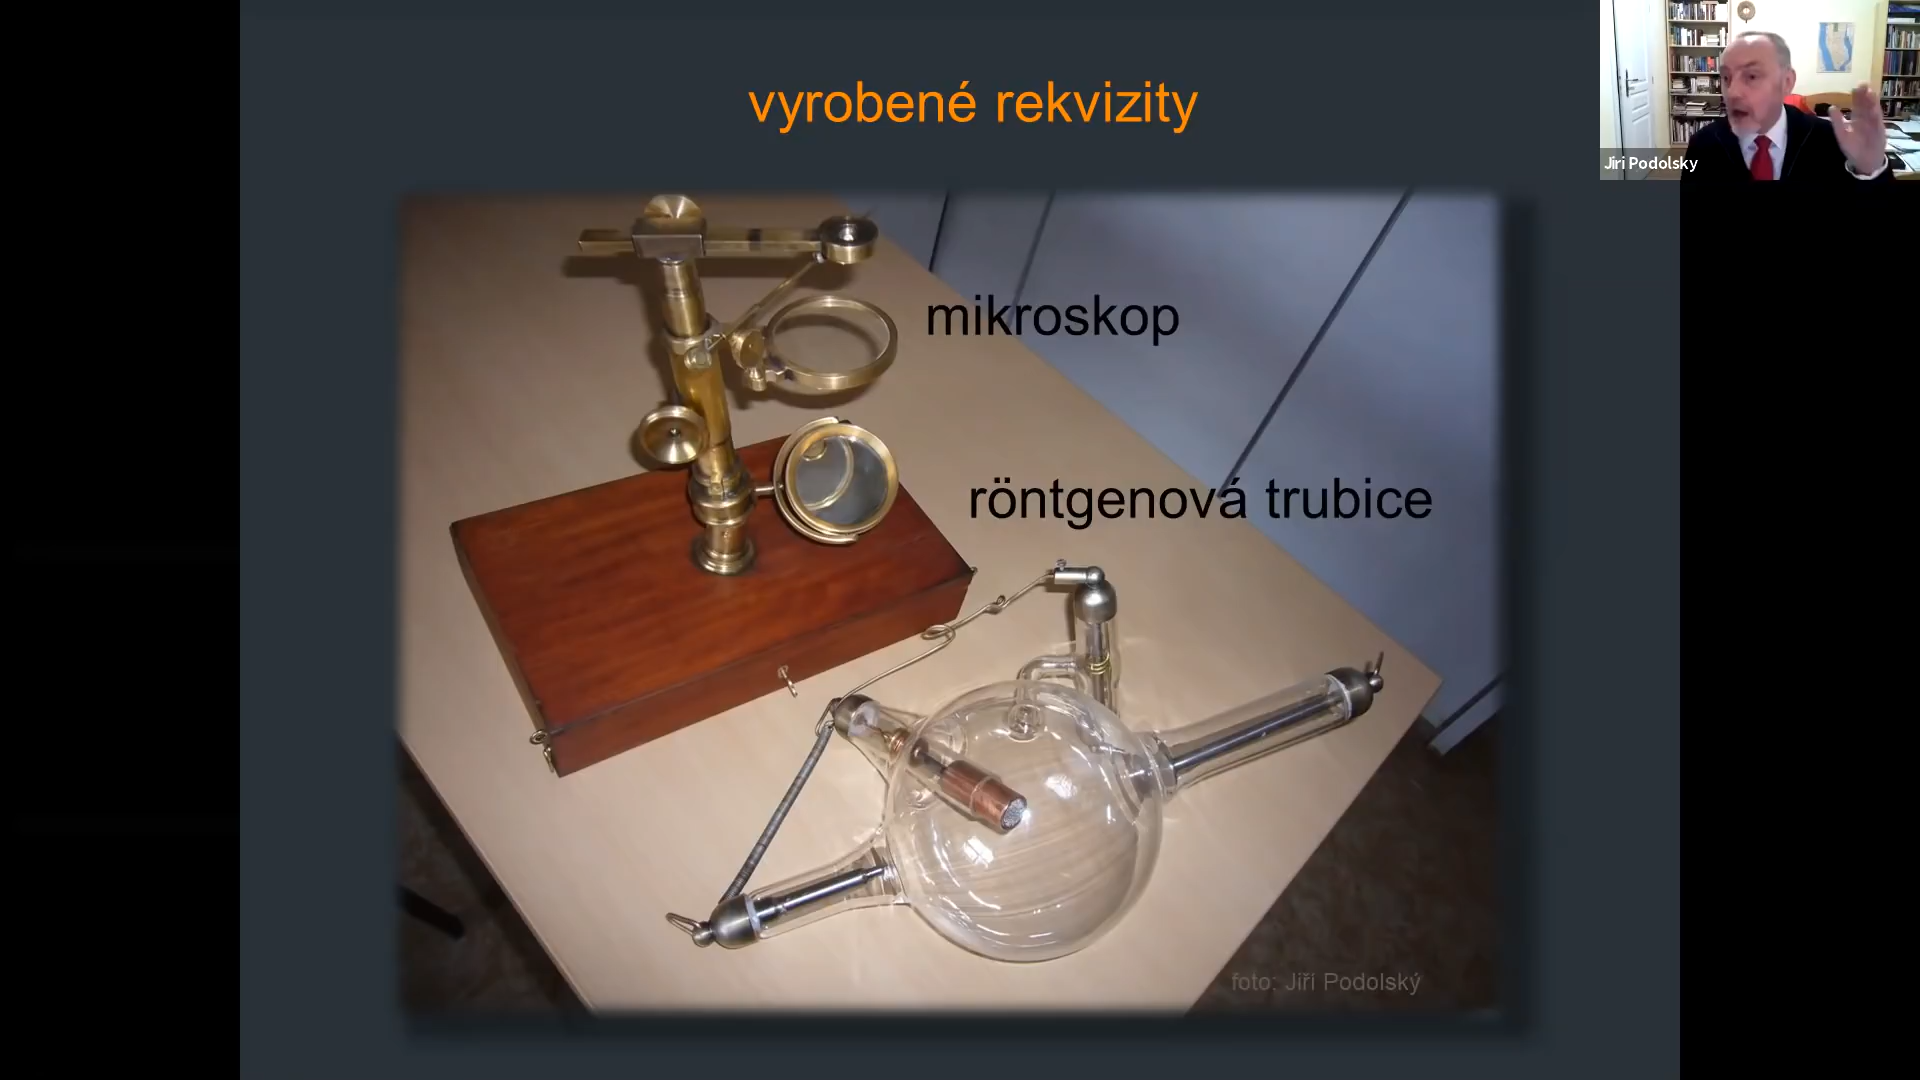 vyrobené rekvizity
Jiri Podolsky
mikroskop
röntgenová trubice
foto: Jiří Podolský